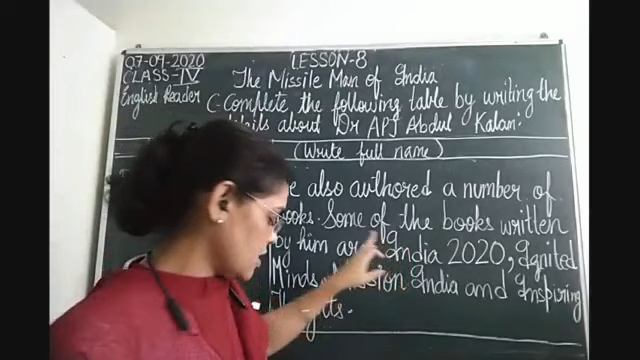 07-09-2020
CLASS-IV
English Reader
LESSON-8
The Missile Man of India
C-Complete the following table by writing the
about Dr APJ Abdul Kalam.
(Write full name)
also authored a number of
Some of the books written
by him are India 2020, Ignited
Minds, Mission India and Inspiring